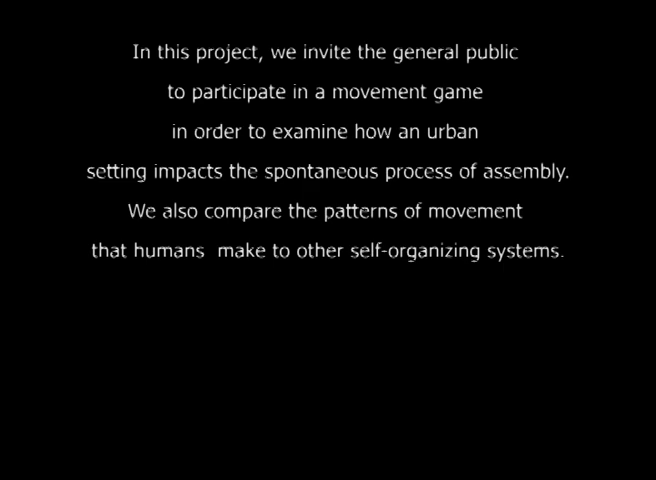 In this project, we invite the general public
to participate in a movement game
in order to examine how an urban
setting impacts the spontaneous process of assembly.
We also compare the patterns of movement
that humans  make to other self-organizing systems.